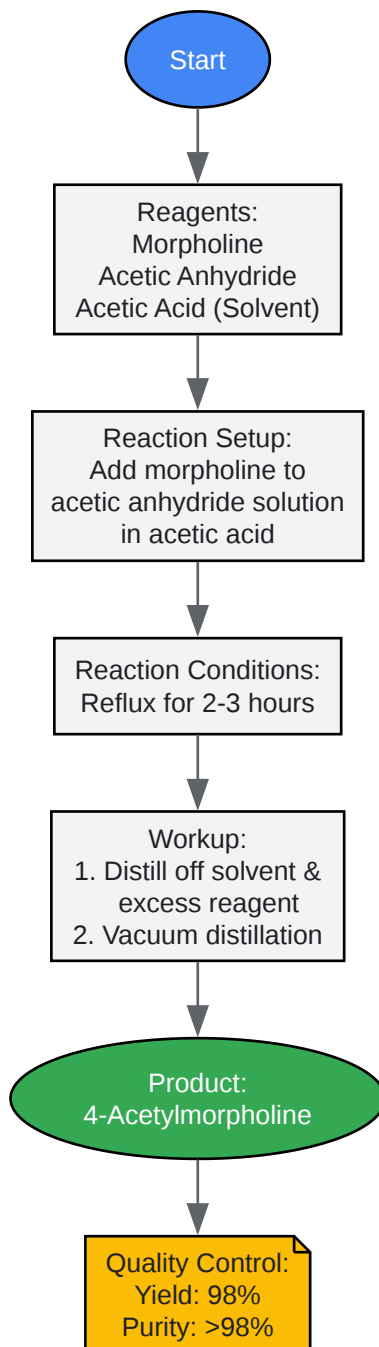 Start
Reagents:
Morpholine
Acetic Anhydride
Acetic Acid (Solvent)
Reaction Setup:
Add morpholine to
acetic anhydride solution
in acetic acid
Reaction Conditions:
Reflux for 2-3 hours
Workup:
1. Distill off solvent &
excess reagent
2. Vacuum distillation
Product:
4-Acetylmorpholine
Quality Control:
Yield: 98%
Purity: >98%